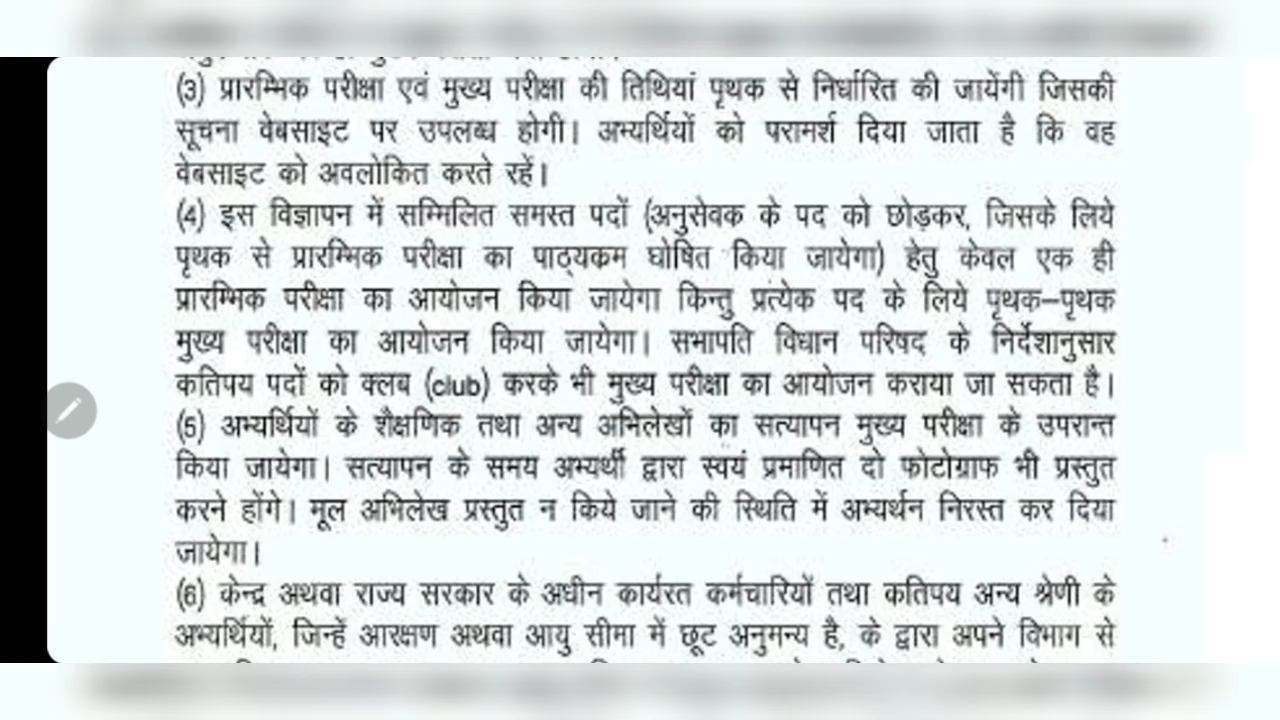 (3) प्रारम्भिक परीक्षा एवं मुख्य परीक्षा की तिथियां पृथक से निर्धारित की जायेंगी जिसकी
सूचना वेबसाइट पर उपलब्ध होगी। अभ्यर्थियों को परामर्श दिया जाता है कि वह
वेबसाइट को अवलोकित करते रहें।
(4) इस विज्ञापन में सम्मिलित समस्त पदों (अनुसेवक के पद को छोड़कर, जिसके लिये
पृथक से प्रारम्भिक परीक्षा का पाठ्यकम घोषित किया जायेगा) हेतु केवल एक ही
प्रारम्भिक परीक्षा का आयोजन किया जायेगा किन्तु प्रत्येक पद के लिये पृथक–पृथक
मुख्य परीक्षा का आयोजन किया जायेगा। सभापति विधान परिषद के निर्देशानुसार
कतिपय पदों को क्लब (club) करके भी मुख्य परीक्षा का आयोजन कराया जा सकता है।
(5) अभ्यर्थियों के शैक्षणिक तथा अन्य अभिलेखों का सत्यापन मुख्य परीक्षा के उपरान्त
किया जायेगा। सत्यापन के समय अभ्यर्थी द्वारा स्वयं प्रमाणित दो फोटोग्राफ भी प्रस्तुत
करने होंगे। मूल अभिलेख प्रस्तुत न किये जाने की स्थिति में अभ्यर्थन निरस्त कर दिया
जायेगा।
(6) केन्द्र अथवा राज्य सरकार के अधीन कार्यरत कर्मचारियों तथा कतिपय अन्य श्रेणी के
अभ्यर्थियों, जिन्हें आरक्षण अथवा आयु सीमा में छूट अनुमन्य है, के द्वारा अपने विभाग से